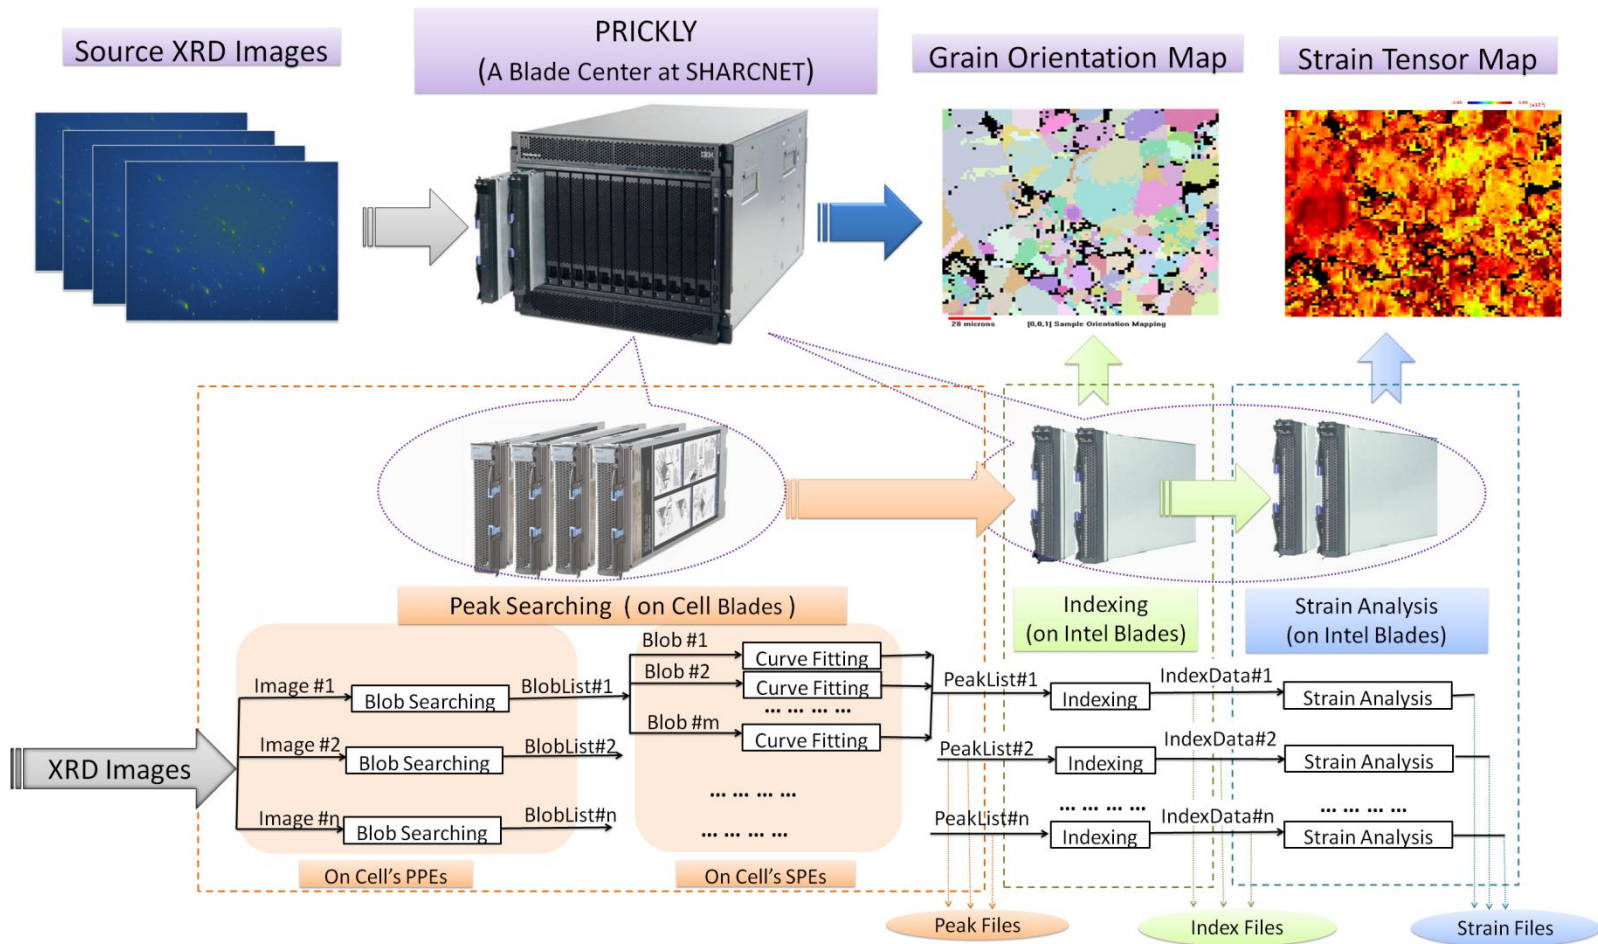 Source XRD Images
PRICKLY
(A Blade Center at SHARCNET)
Grain Orientation Map
Strain Tensor Map
IBM
20 microns
[0,0,1] Sample Orientation Mapping
Peak Searching ( on Cell Blades )
Indexing
(on Intel Blades)
Strain Analysis
(on Intel Blades)
XRD Images
Image #1
Blob Searching
BlobList#1
Image #2
Blob Searching
BlobList#2
Image #n
Blob Searching
BlobList#n
Blob #1
Curve Fitting
Blob #2
Curve Fitting
... ... ... ...
Blob #m
Curve Fitting
... ... ... ...
... ... ... ...
PeakList#1
Indexing
IndexData#1
Strain Analysis
PeakList#2
Indexing
IndexData#2
Strain Analysis
... ... ... ...
... ... ... ...
PeakList#n
Indexing
IndexData#n
Strain Analysis
On Cell's PPEs
On Cell's SPEs
Peak Files
Index Files
Strain Files